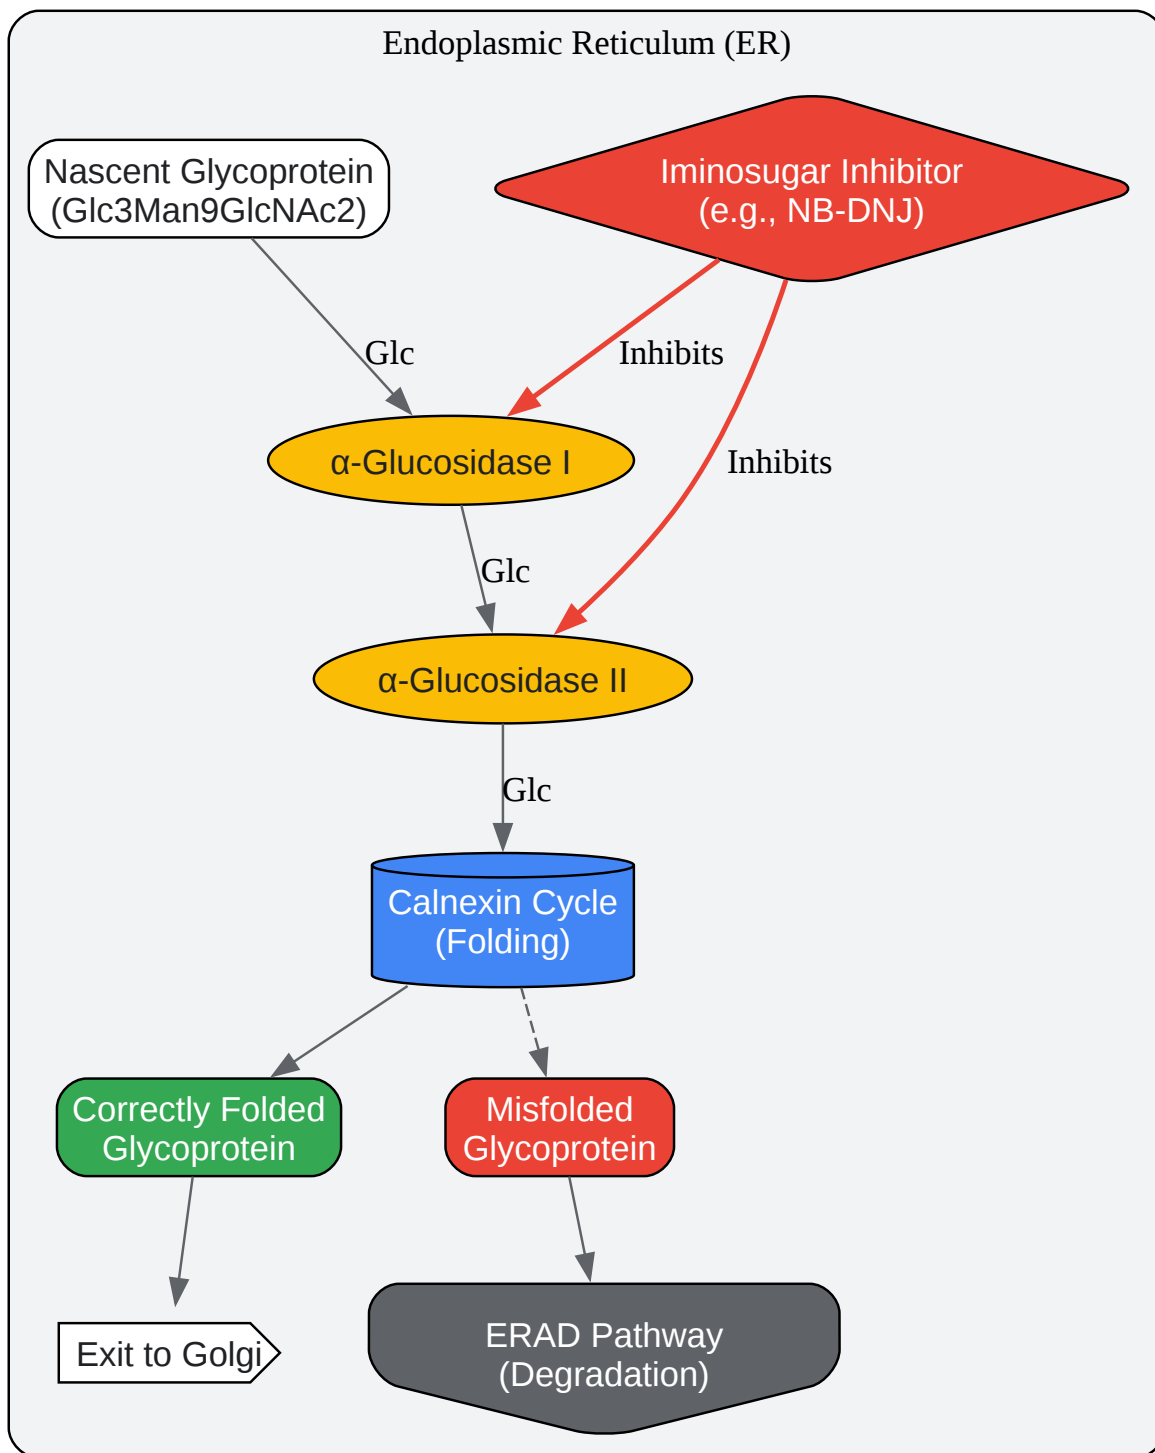 Endoplasmic Reticulum (ER)
Nascent Glycoprotein
(Glc3Man9GlcNAc2)
Iminosugar Inhibitor
(e.g., NB-DNJ)
Glc
Inhibits
α-Glucosidase I
Inhibits
Glc
α-Glucosidase II
Glc
Calnexin Cycle
(Folding)
Correctly Folded
Glycoprotein
Misfolded
Glycoprotein
Exit to Golgi
ERAD Pathway
(Degradation)